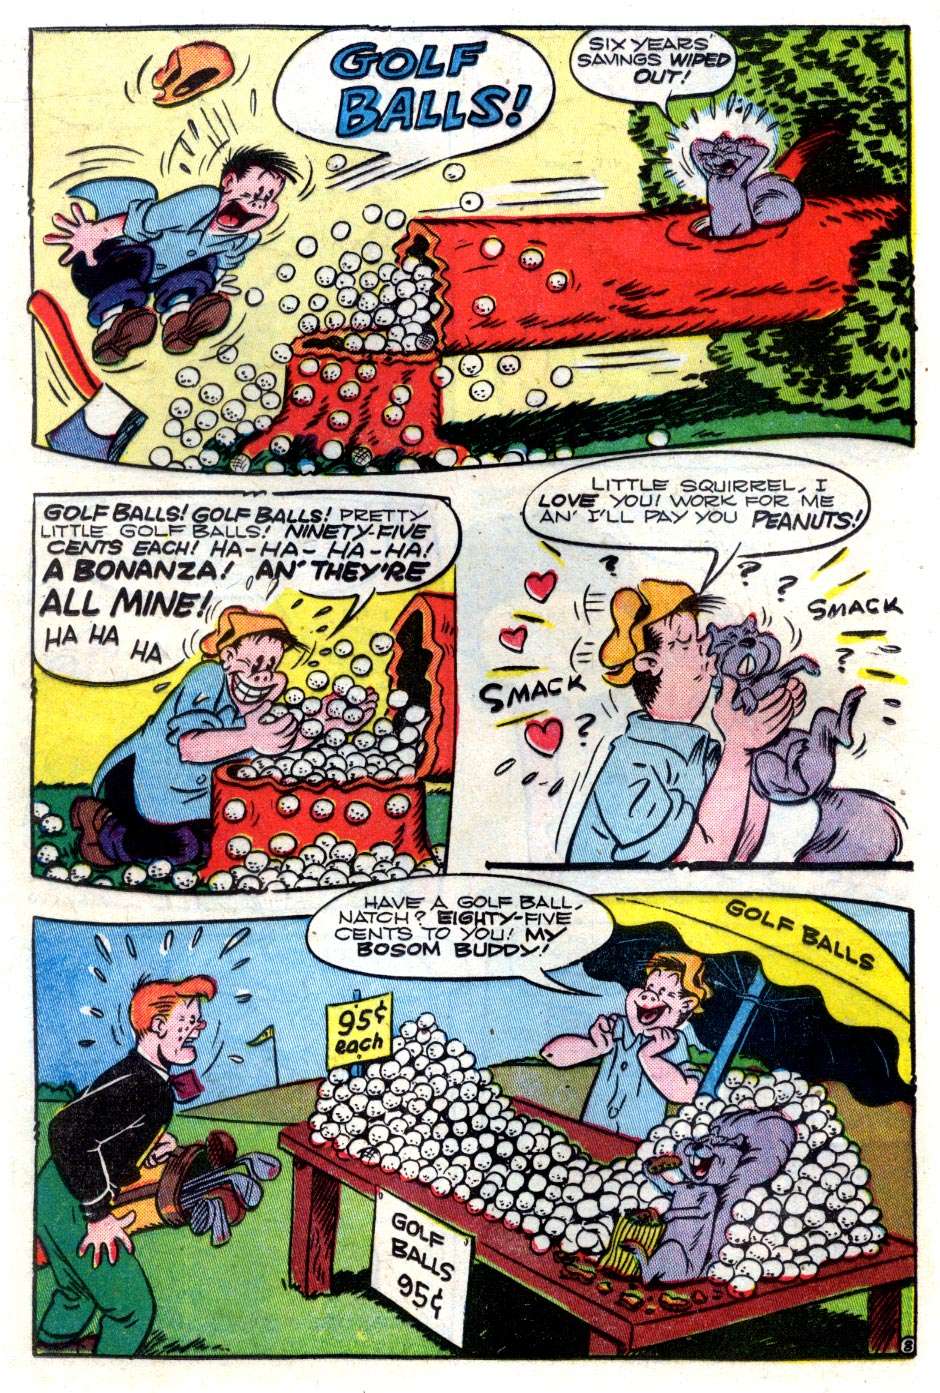 GOLF
BALLS!
SIX YEARS'
SAVINGS WIPED
OUT!
GOLF BALLS! GOLF BALLS! PRETTY
LITTLE GOLF BALLS! NINETY-FIVE
CENTS EACH! HA-HA-HA-HA!
A BONANZA! AN' THEY'RE
ALL MINE!
HA HA
HA
LITTLE SQUIRREL, I
LOVE YOU! WORK FOR ME
AN' I'LL PAY YOU PEANUTS!
?
?
?
?
SMACK
?
SMACK
?
HAVE A GOLF BALL,
NATCH? EIGHTY-FIVE
CENTS TO YOU! MY
BOSOM BUDDY!
GOLF BALLS
95¢
each
GOLF
BALLS
95¢
8